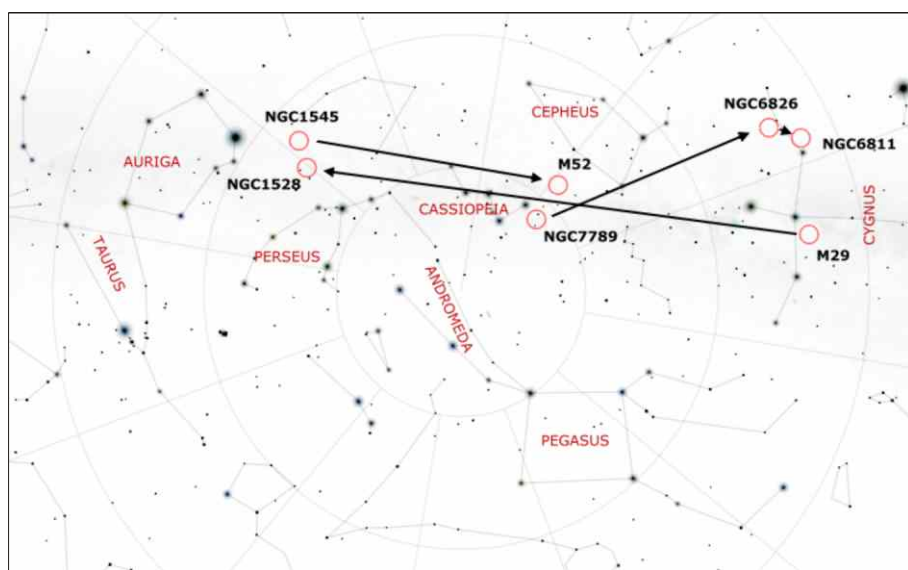 NGC6826
NGC1545
CEPHEUS
NGC6811
AURIGA
M52
NGC1528
CASSIOPEIA
CYGNUS
NGC7789
TAURUS
PERSEUS
M29
ANDROMEDA
PEGASUS